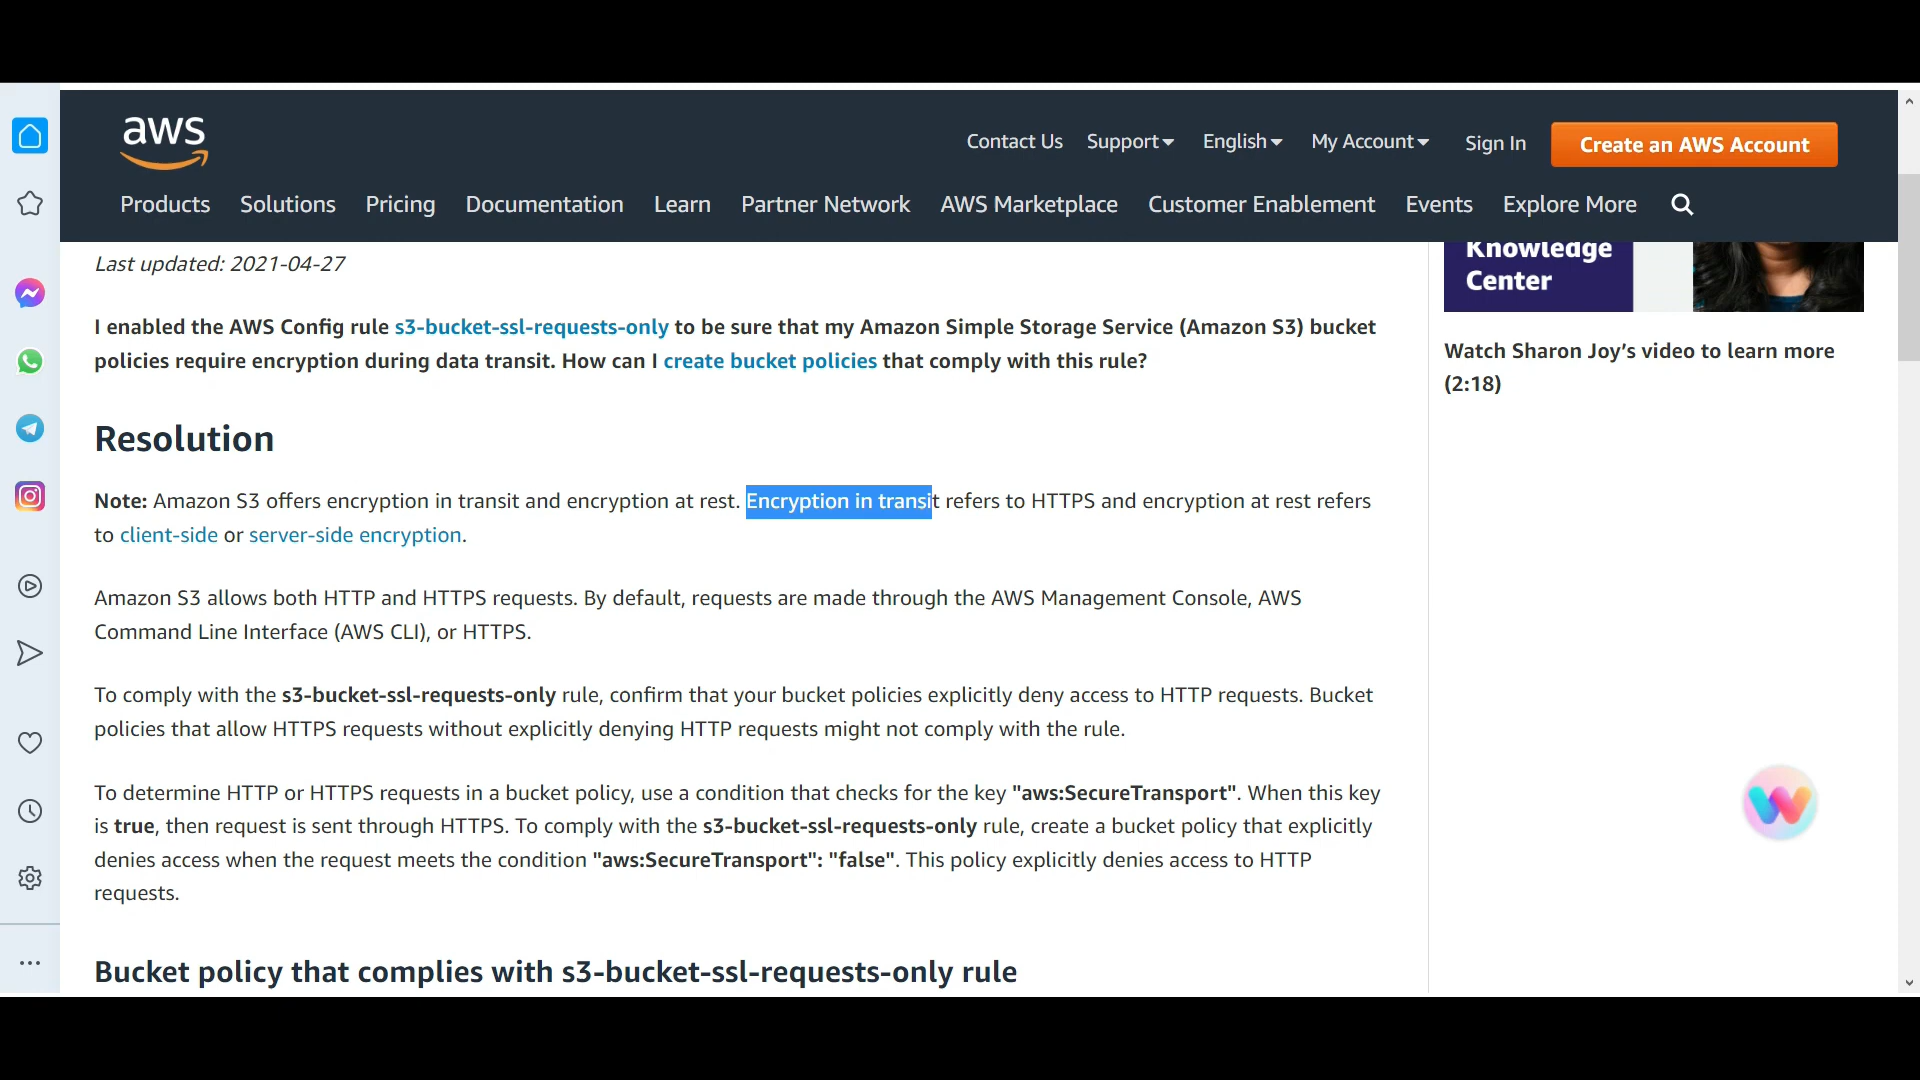 aws
Contact Us Support English My Account Sign In Create an AWS Account
Products Solutions Pricing Documentation Learn Partner Network AWS Marketplace Customer Enablement Events Explore More
Last updated: 2021-04-27
I enabled the AWS Config rule s3-bucket-ssl-requests-only to be sure that my Amazon Simple Storage Service (Amazon S3) bucket
policies require encryption during data transit. How can I create bucket policies that comply with this rule?
Resolution
Note: Amazon S3 offers encryption in transit and encryption at rest. Encryption in transit refers to HTTPS and encryption at rest refers
to client-side or server-side encryption.
Amazon S3 allows both HTTP and HTTPS requests. By default, requests are made through the AWS Management Console, AWS
Command Line Interface (AWS CLI), or HTTPS.
To comply with the s3-bucket-ssl-requests-only rule, confirm that your bucket policies explicitly deny access to HTTP requests. Bucket
policies that allow HTTPS requests without explicitly denying HTTP requests might not comply with the rule.
To determine HTTP or HTTPS requests in a bucket policy, use a condition that checks for the key "aws:SecureTransport". When this key
is true, then request is sent through HTTPS. To comply with the s3-bucket-ssl-requests-only rule, create a bucket policy that explicitly
denies access when the request meets the condition "aws:SecureTransport": "false". This policy explicitly denies access to HTTP
requests.
Bucket policy that complies with s3-bucket-ssl-requests-only rule
Knowledge
Center
Watch Sharon Joy's video to learn more
(2:18)